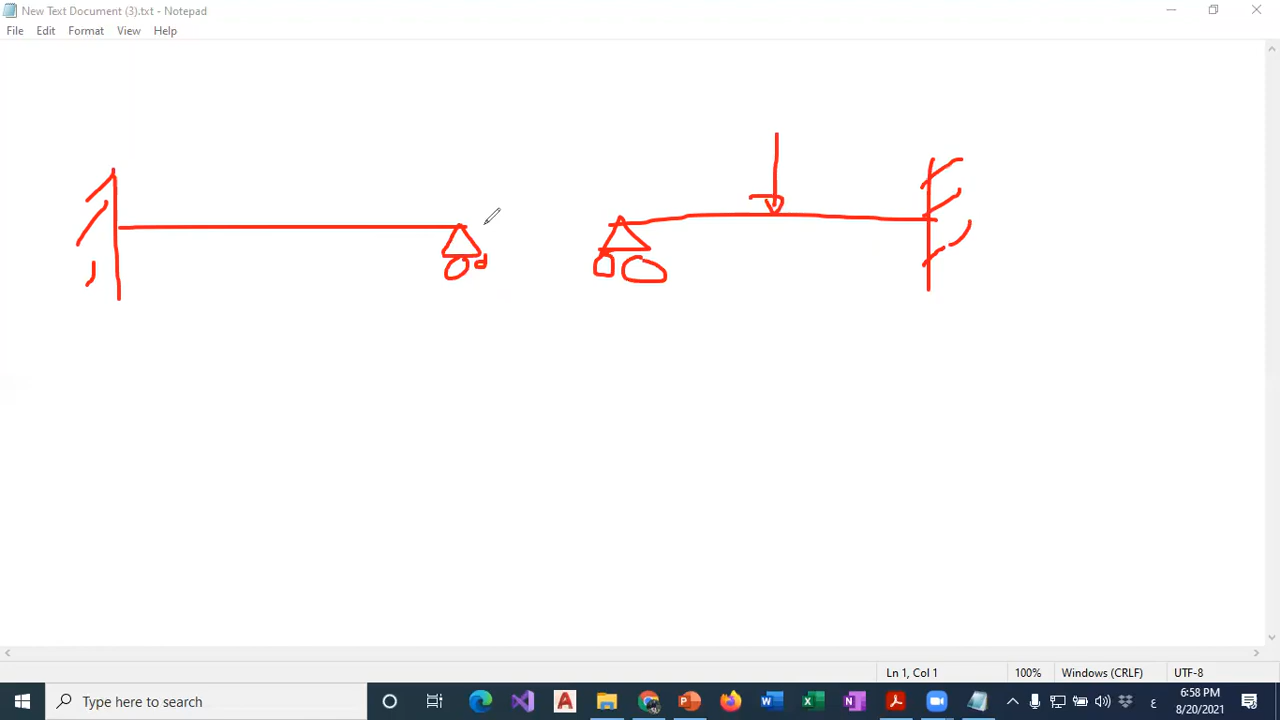 New Text Document (3).txt - Notepad
File Edit Format View Help
Ln 1, Col 1 100% Windows (CRLF) UTF-8
Type here to search
ع 6:58 PM
8/20/2021